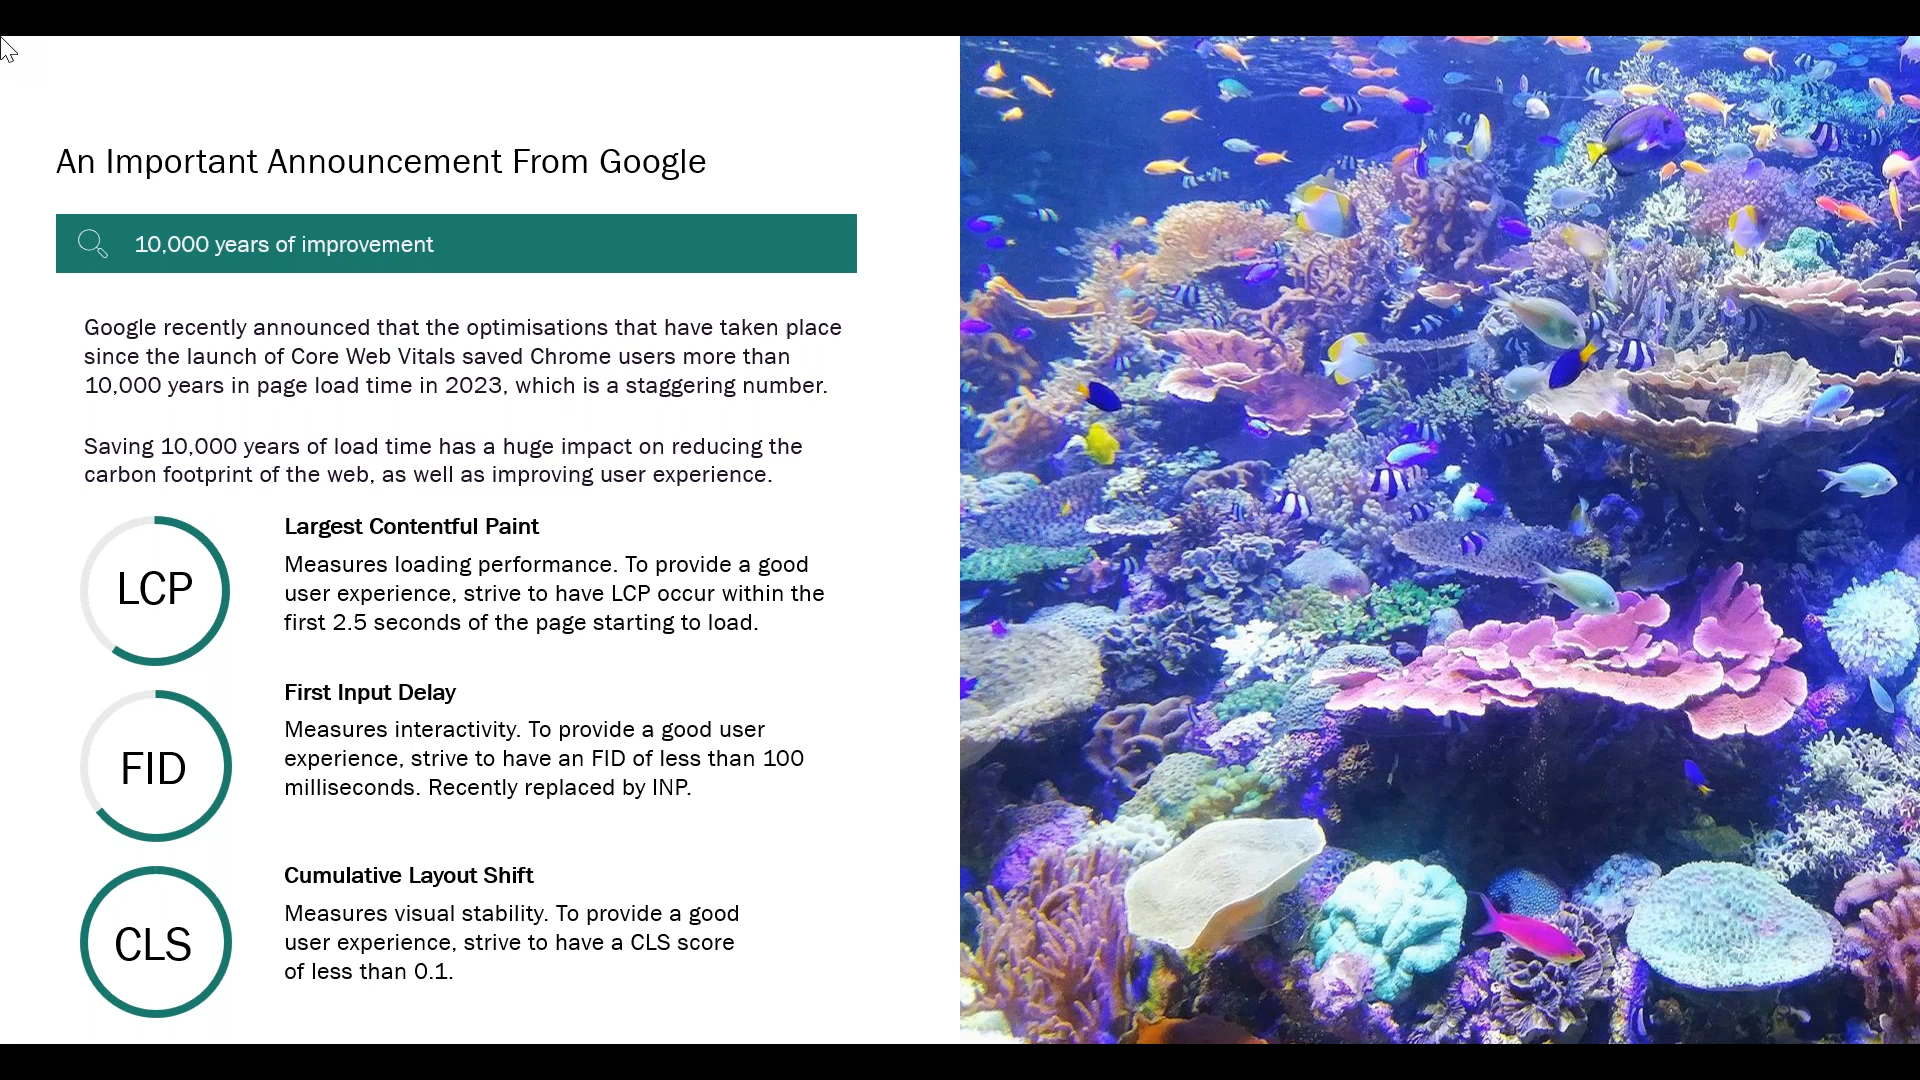 An Important Announcement From Google
10,000 years of improvement
Google recently announced that the optimisations that have taken place
since the launch of Core Web Vitals saved Chrome users more than
10,000 years in page load time in 2023, which is a staggering number.
Saving 10,000 years of load time has a huge impact on reducing the
carbon footprint of the web, as well as improving user experience.
LCP
Largest Contentful Paint
Measures loading performance. To provide a good
user experience, strive to have LCP occur within the
first 2.5 seconds of the page starting to load.
FID
First Input Delay
Measures interactivity. To provide a good user
experience, strive to have an FID of less than 100
milliseconds. Recently replaced by INP.
CLS
Cumulative Layout Shift
Measures visual stability. To provide a good
user experience, strive to have a CLS score
of less than 0.1.